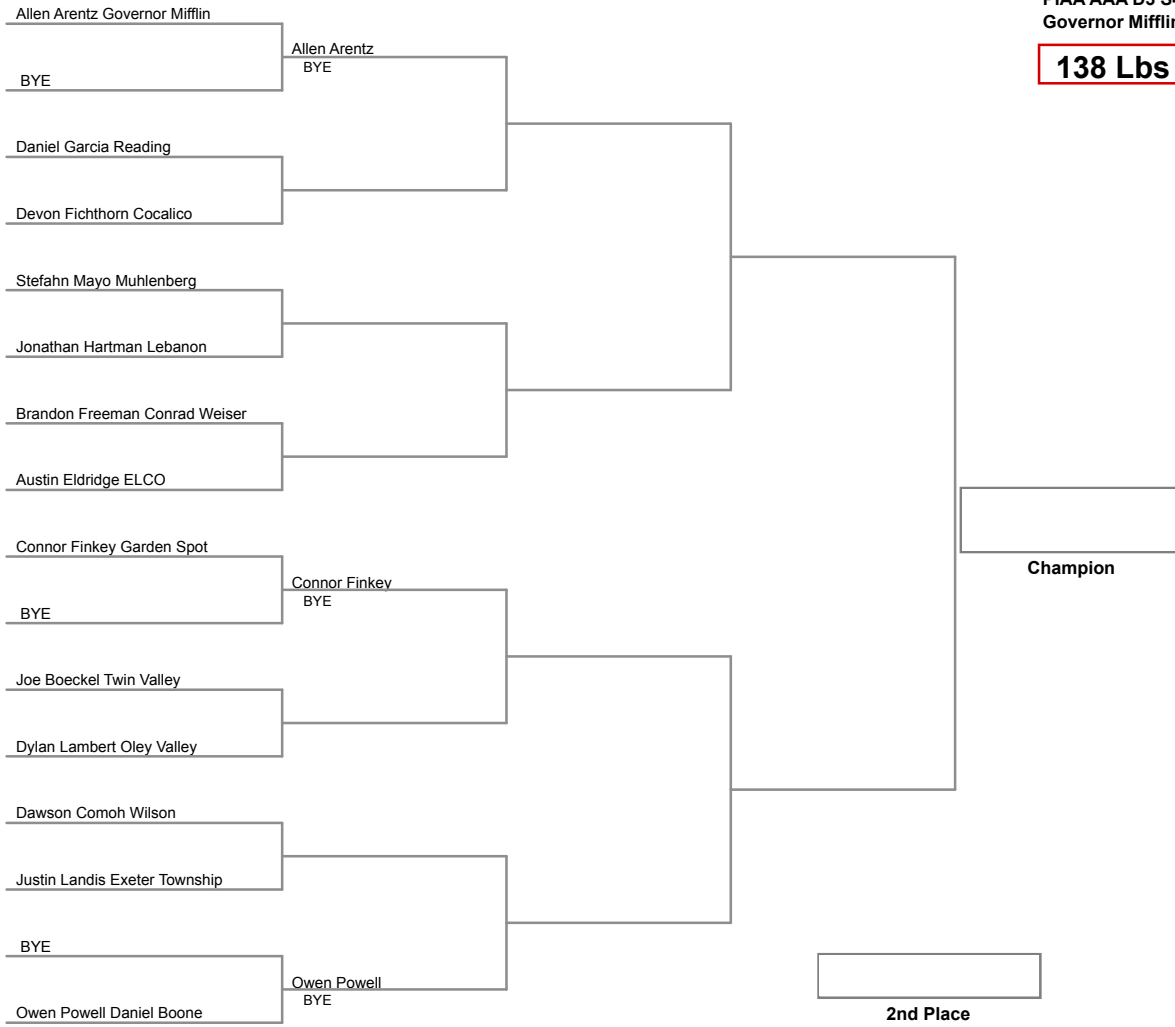 Allen Arentz Governor Mifflin
Governor Mifflin
Allen Arentz
BYE
138 Lbs
BYE
Daniel Garcia Reading
Devon Fichthorn Cocalico
Stefahn Mayo Muhlenberg
Jonathan Hartman Lebanon
Brandon Freeman Conrad Weiser
Austin Eldridge ELCO
Connor Finkey Garden Spot
Champion
Connor Finkey
BYE
BYE
Joe Boeckel Twin Valley
Dylan Lambert Oley Valley
Dawson Comoh Wilson
Justin Landis Exeter Township
BYE
Owen Powell
BYE
Owen Powell Daniel Boone
2nd Place